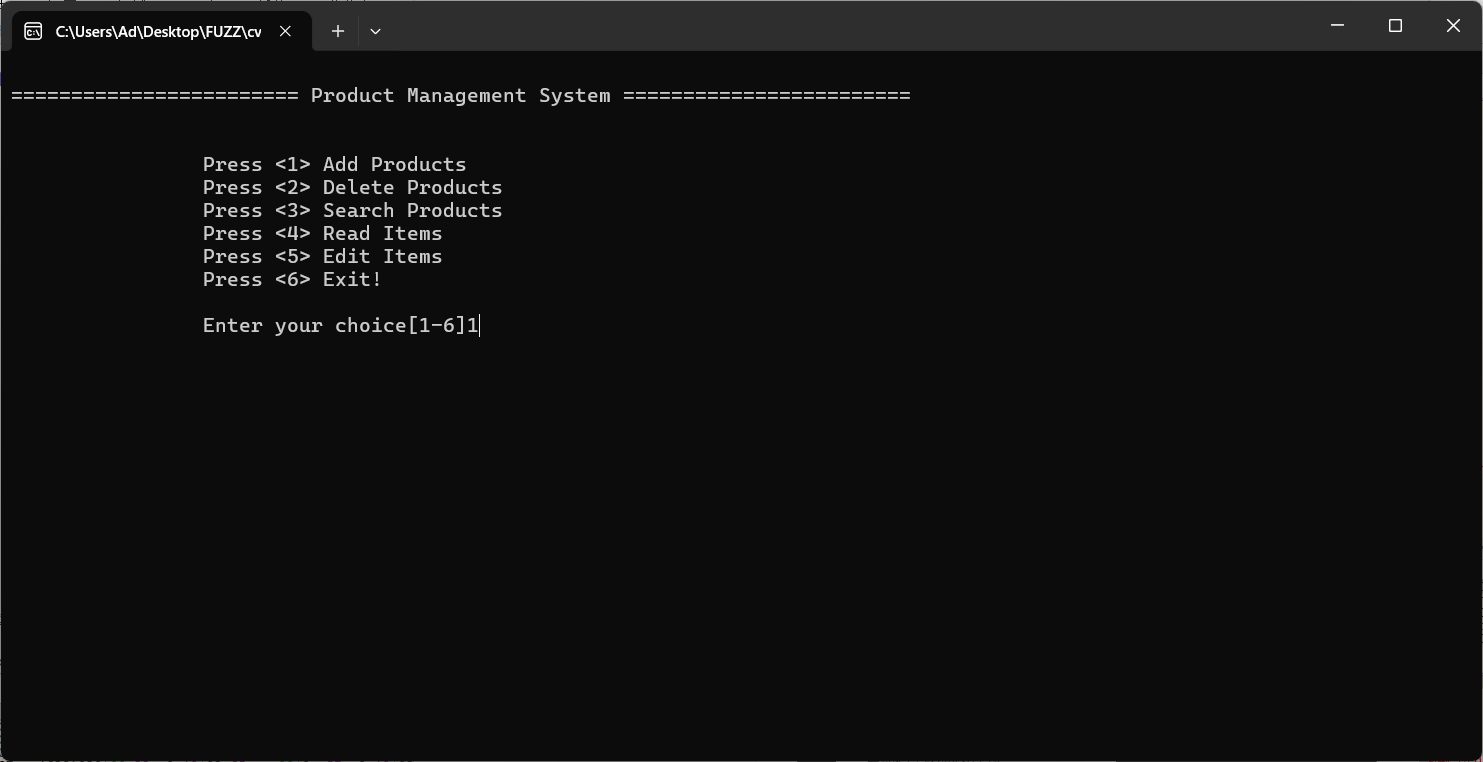 C:\Users\Ad\Desktop\FUZZ\cv
======================== Product Management System ========================
Press <1> Add Products
Press <2> Delete Products
Press <3> Search Products
Press <4> Read Items
Press <5> Edit Items
Press <6> Exit!
Enter your choice[1-6]1